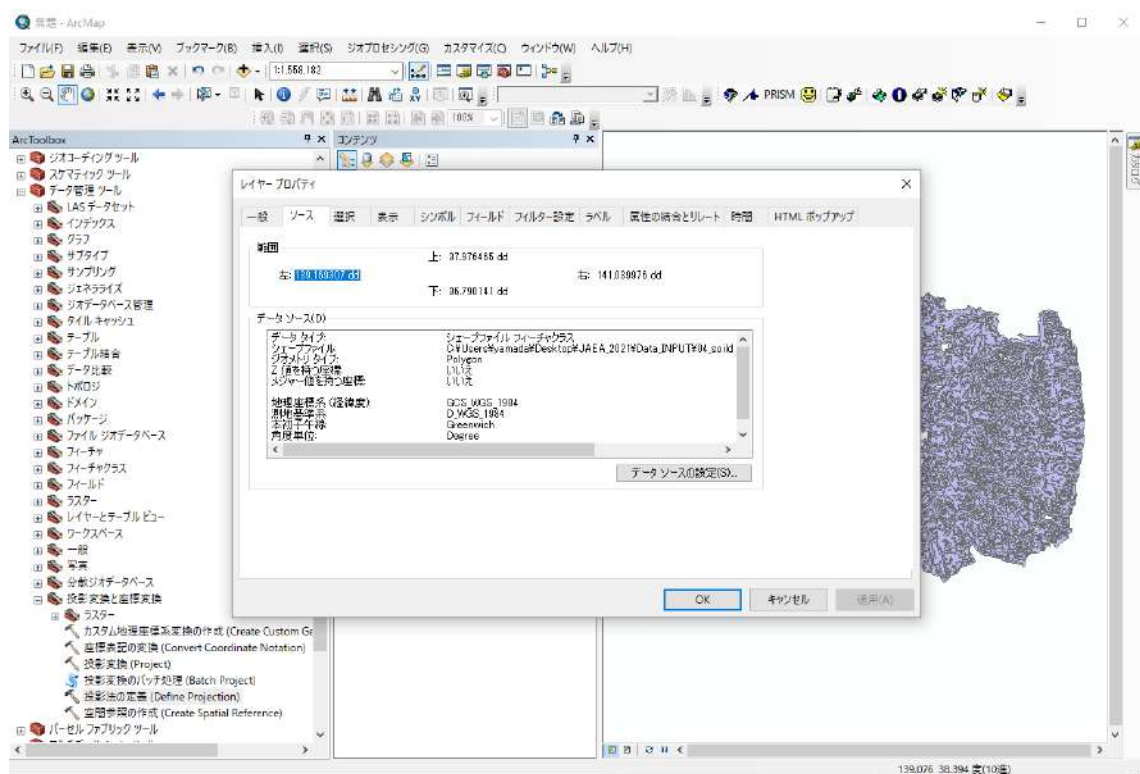 無題 - ArcMap
ファイル(F) 編集(E) 表示(V) ブックマーク(B) 挿入(I) 選択(S) ジオプロセシング(G) カスタマイズ(C) ウィンドウ(W) ヘルプ(H)
1:1,558,182
PRISM
100%
ArcToolbox
コンテンツ
カタログ
ジオコーディング ツール
スケマティック ツール
データ管理 ツール
LAS データセット
インデックス
グラフ
サブタイプ
サンプリング
ジェネラライズ
ジオデータベース管理
タイル キャッシュ
テーブル
テーブル結合
データ比較
トポロジ
ドメイン
パッケージ
ファイル ジオデータベース
フィーチャ
フィーチャクラス
フィールド
ラスター
レイヤーとテーブル ビュー
ワークスペース
一般
写真
分散ジオデータベース
投影変換と座標変換
ラスター
カスタム地理座標系変換の作成 (Create Custom Ge
座標表記の変換 (Convert Coordinate Notation)
投影変換 (Project)
投影変換のバッチ処理 (Batch Project)
投影法の定義 (Define Projection)
空間参照の作成 (Create Spatial Reference)
パーセル ファブリック ツール
レイヤー プロパティ
一般 ソース 選択 表示 シンボル フィールド フィルター設定 ラベル 属性の結合とリレート 時間 HTML ポップアップ
範囲
上: 37.976465 dd
左: 139.169307 dd
右: 141.039976 dd
下: 36.790141 dd
データ ソース(D)
データ タイプ: シェープファイル フィーチャクラス
シェープファイル: C:¥Users¥yamada¥Desktop¥JAEA_2021¥Data_INPUT¥04_soild
ジオメトリ タイプ: Polygon
Z 値を持つ座標: いいえ
メジャー値を持つ座標: いいえ
地理座標系(経緯度): GCS_WGS_1984
測地基準系: D_WGS_1984
本初子午線: Greenwich
角度単位: Degree
データ ソースの設定(S)...
OK キャンセル 適用(A)
139.076 38.394 度(10進)